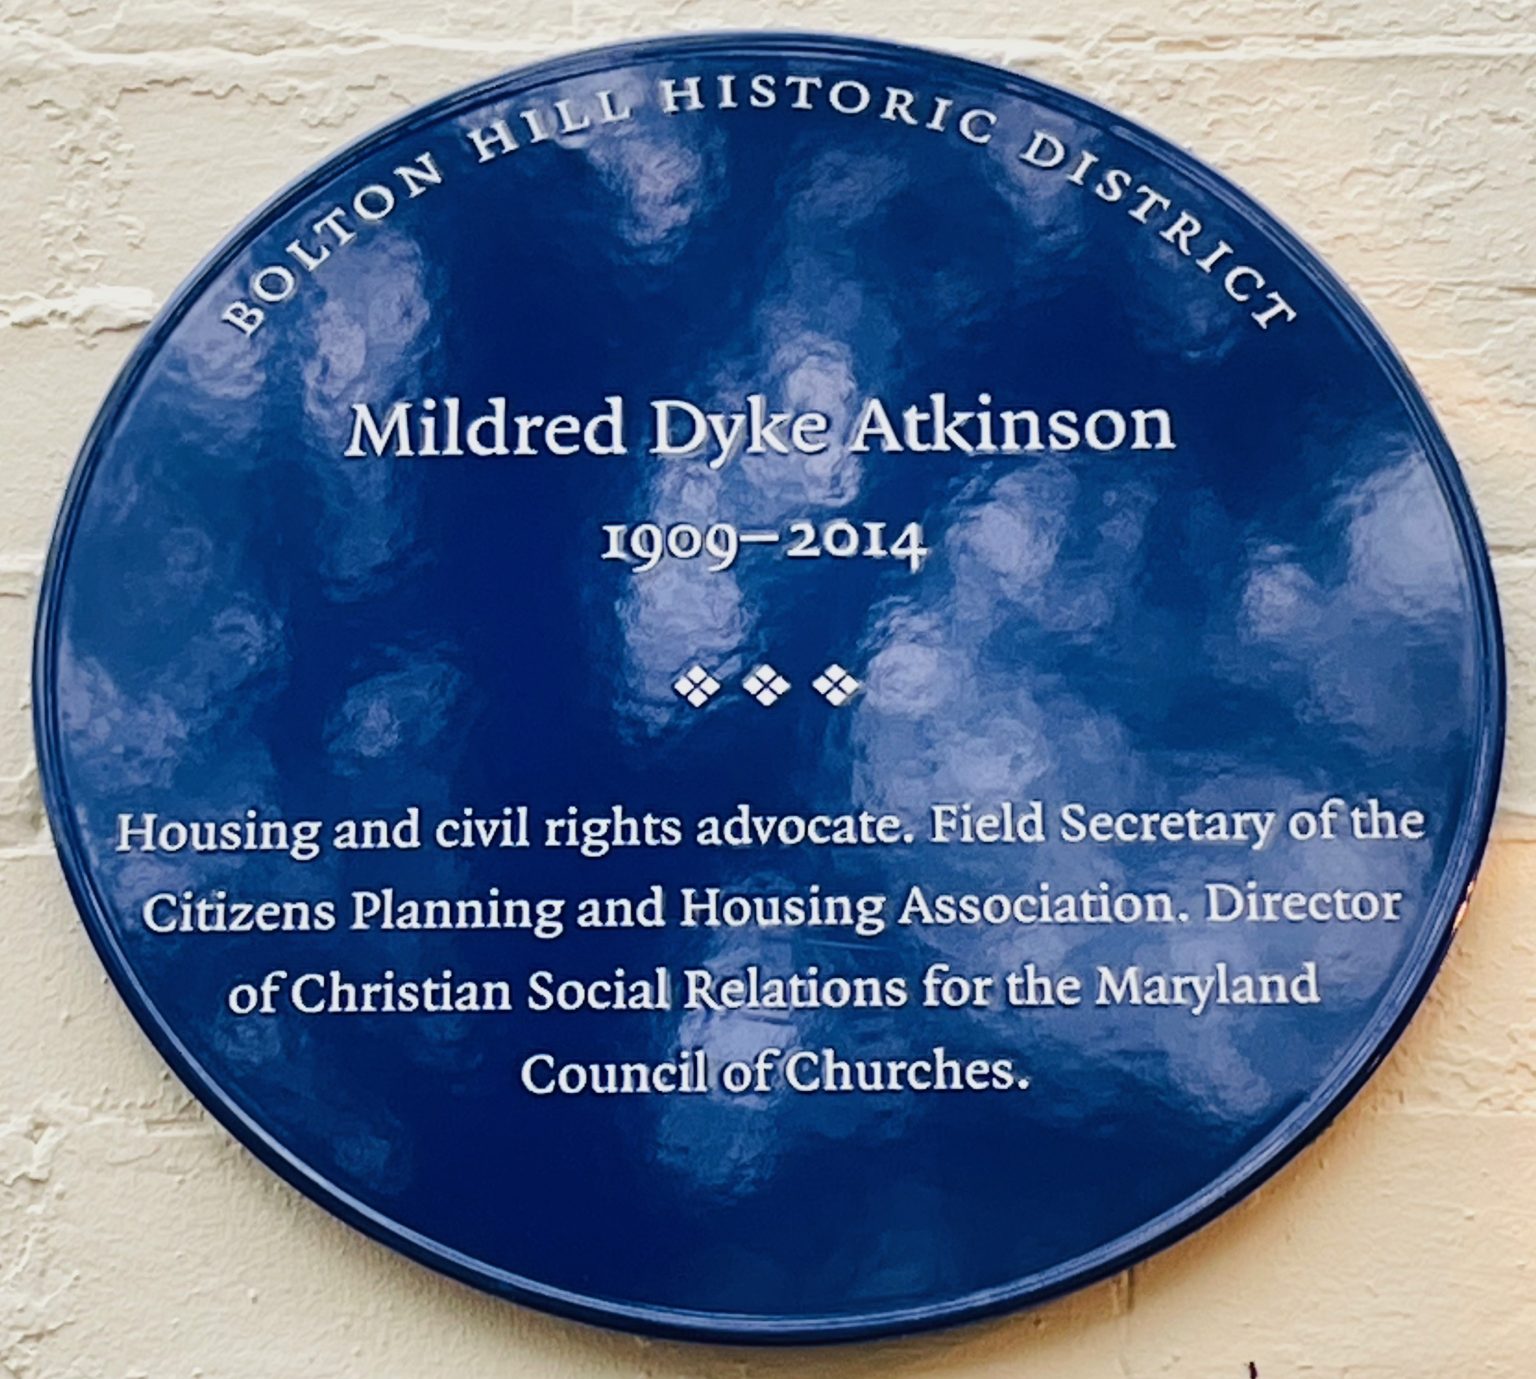 BOLTON HILL HISTORIC DISTRICT
Mildred Dyke Atkinson
1909–2014
Housing and civil rights advocate. Field Secretary of the
Citizens Planning and Housing Association. Director
of Christian Social Relations for the Maryland
Council of Churches.